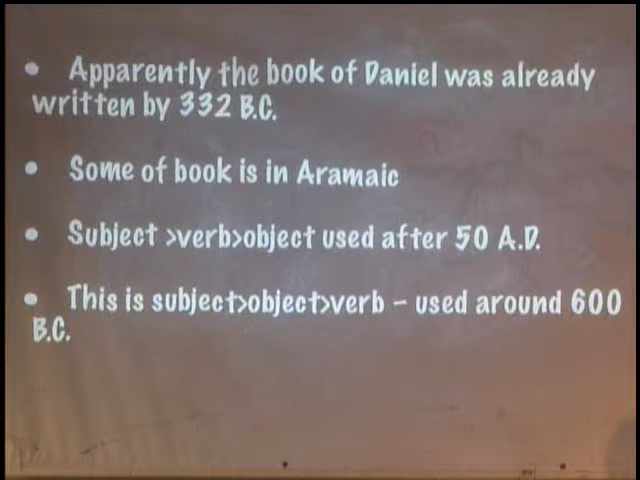 • Apparently the book of Daniel was already
written by 332 B.C.
• Some of book is in Aramaic
• Subject >verb>object used after 50 A.D.
• This is subject>object>verb – used around 600
B.C.